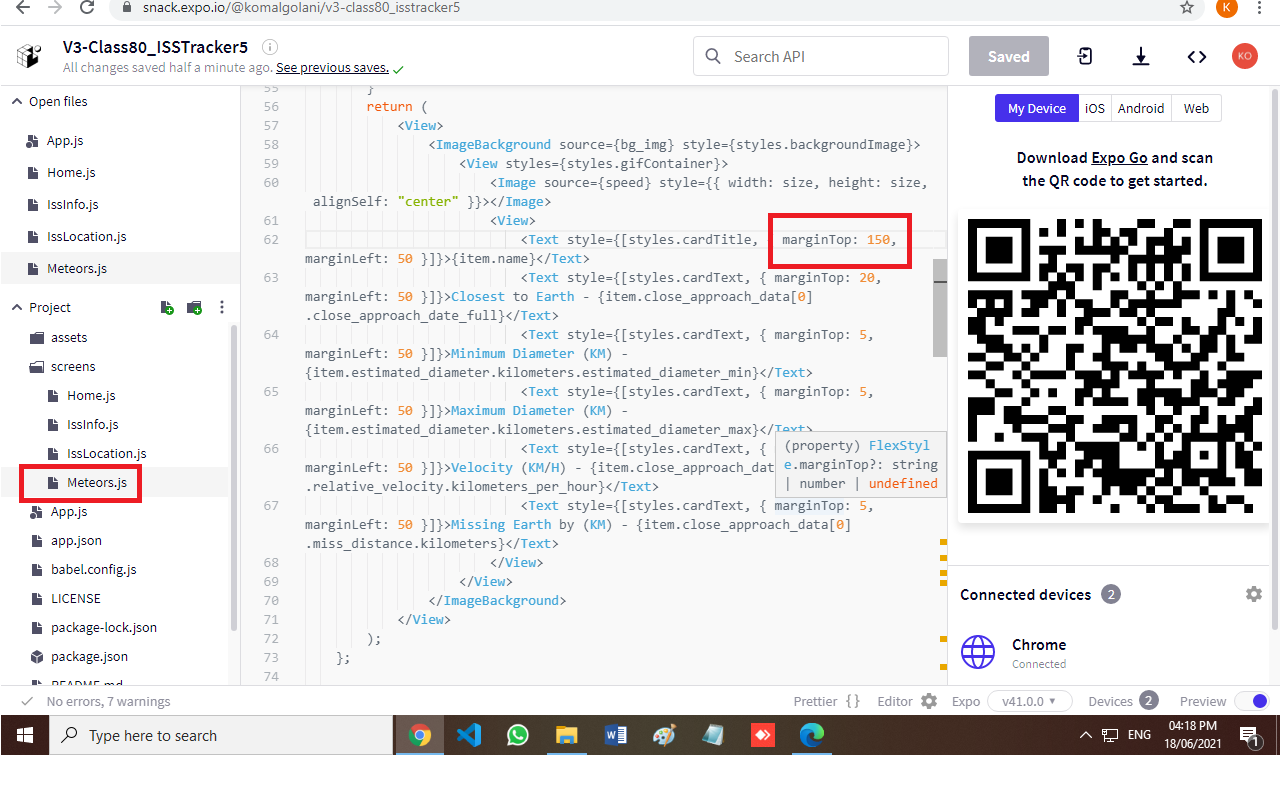 snack.expo.io/@komalgolani/v3-class80_isstracker5
K
V3-Class80_ISSTracker5
All changes saved half a minute ago. See previous saves.
Search API
Saved
KO
Open files
App.js
Home.js
IssInfo.js
IssLocation.js
Meteors.js
Project
assets
screens
Home.js
IssInfo.js
IssLocation.js
Meteors.js
App.js
app.json
babel.config.js
LICENSE
package-lock.json
package.json
README.md
55 }
56 return (
57 <View>
58 <ImageBackground source={bg_img} style={styles.backgroundImage}>
59 <View styles={styles.gifContainer}>
60 <Image source={speed} style={{ width: size, height: size,
alignSelf: "center" }}></Image>
61 <View>
62 <Text style={[styles.cardTitle, marginTop: 150,
marginLeft: 50 }]}>{item.name}</Text>
63 <Text style={[styles.cardText, { marginTop: 20,
marginLeft: 50 }]}>Closest to Earth - {item.close_approach_data[0]
.close_approach_date_full}</Text>
64 <Text style={[styles.cardText, { marginTop: 5,
marginLeft: 50 }]}>Minimum Diameter (KM) -
{item.estimated_diameter.kilometers.estimated_diameter_min}</Text>
65 <Text style={[styles.cardText, { marginTop: 5,
marginLeft: 50 }]}>Maximum Diameter (KM) -
{item.estimated_diameter.kilometers.estimated_diameter_max}</Text>
66 <Text style={[styles.cardText, {
marginLeft: 50 }]}>Velocity (KM/H) - {item.close_approach_dat
.relative_velocity.kilometers_per_hour}</Text>
67 <Text style={[styles.cardText, { marginTop: 5,
marginLeft: 50 }]}>Missing Earth by (KM) - {item.close_approach_data[0]
.miss_distance.kilometers}</Text>
68 </View>
69 </View>
70 </ImageBackground>
71 </View>
72 );
73 };
74
(property) FlexStyl
e.marginTop?: string
| number | undefined
My Device iOS Android Web
Download Expo Go and scan
the QR code to get started.
Connected devices 2
Chrome
Connected
No errors, 7 warnings
Prettier {} Editor Expo v41.0.0 Devices 2 Preview
Type here to search
ENG
04:18 PM
18/06/2021
1